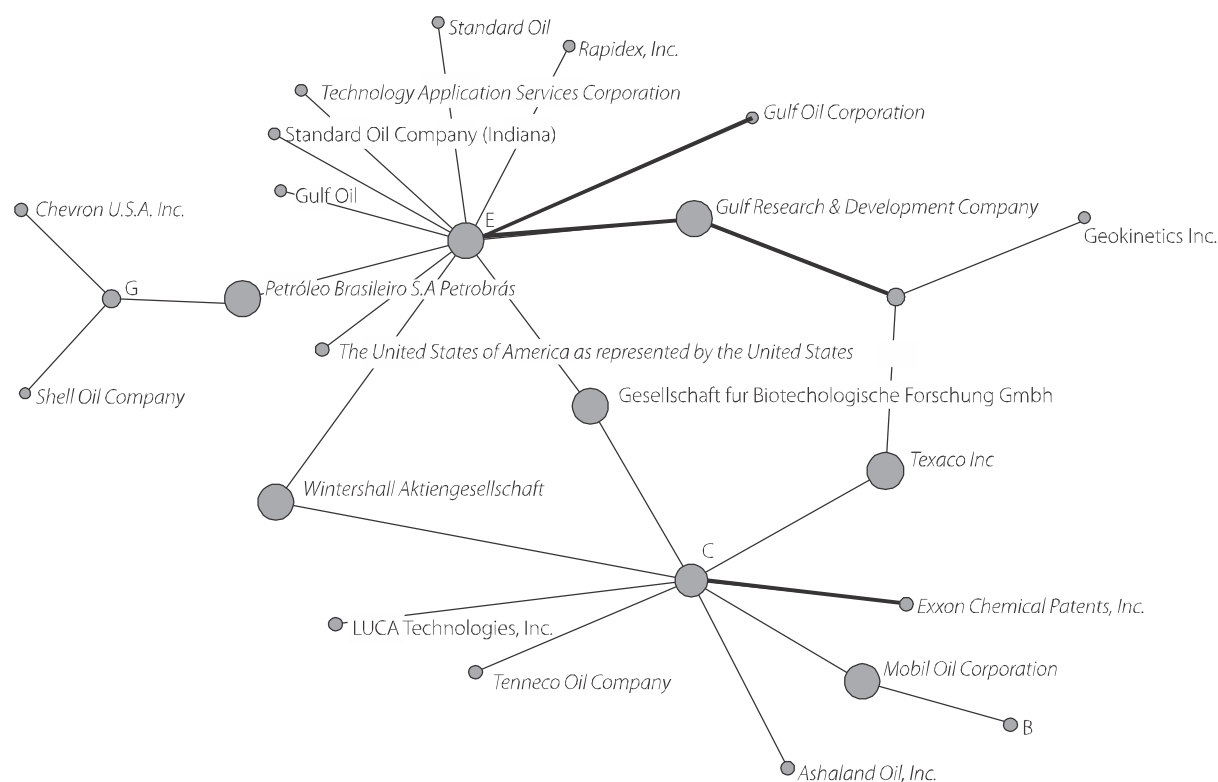 Standard Oil
Rapidex, Inc.
Technology Application Services Corporation
Gulf Oil Corporation
Standard Oil Company (Indiana)
Gulf Oil
Chevron U.S.A. Inc.
E
Gulf Research & Development Company
Geokinetics Inc.
G
Petróleo Brasileiro S.A Petrobrás
The United States of America as represented by the United States
Shell Oil Company
Gesellschaft fur Biotechologische Forschung Gmbh
Texaco Inc
Wintershall Aktiengesellschaft
C
Exxon Chemical Patents, Inc.
LUCA Technologies, Inc.
Mobil Oil Corporation
Tenneco Oil Company
B
Ashaland Oil, Inc.